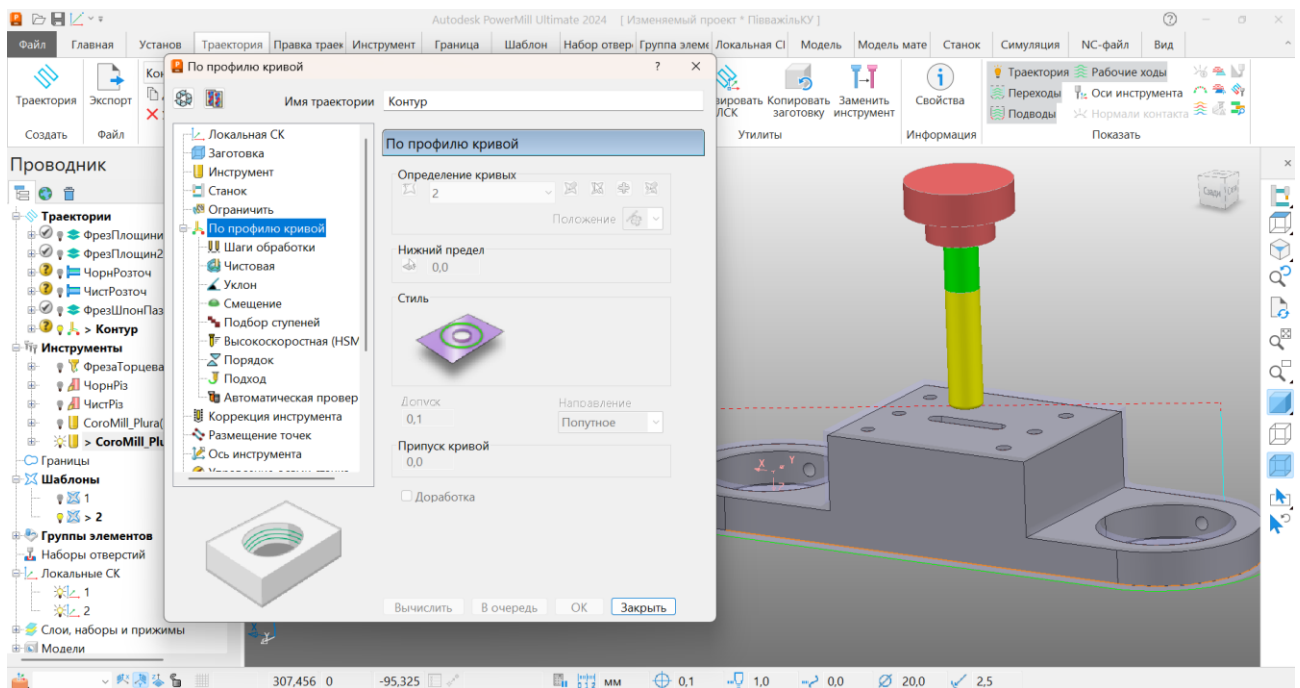 Autodesk PowerMill Ultimate 2024 [ Изменяемый проект * ПівважільКУ ]
Файл Главная Установ Траектория Правка траек Инструмент Граница Шаблон Набор отвер Группа элеме Локальная СІ Модель Модель мате Станок Симуляция NC-файл Вид
Траектория
Создать
Экспорт
Файл
Кон
Копировать заготовку
Заменить инструмент
Утилиты
Свойства
Информация
Траектория Рабочие ходы
Переходы Оси инструмента
Подводы Нормали контакта
Показать
По профилю кривой ? ×
Имя траектории Контур
Локальная СК
Заготовка
Инструмент
Станок
Ограничить
По профилю кривой
Шаги обработки
Чистовая
Уклон
Смещение
Подбор ступеней
Высокоскоростная (HSM
Порядок
Подход
Автоматическая провер
Коррекция инструмента
Размещение точек
Ось инструмента
По профилю кривой
Определение кривых
2
Положение
Нижний предел
0,0
Стиль
Допуск Направление
0,1 Попутное
Припуск кривой
0,0
Доработка
Вычислить В очередь ОК Закрыть
Проводник
Траектории
ФрезПлощини
ФрезПлощин2
ЧорнРозточ
ЧистРозточ
ФрезШпонПаз
> Контур
Инструменты
ФрезаТорцева
ЧорнРіз
ЧистРіз
CoroMill_Plura(
> CoroMill_Plu
Границы
Шаблоны
1
> 2
Группы элементов
Наборы отверстий
Локальные СК
1
2
Слои, наборы и прижимы
Модели
X Y
307,456 0 -95,325 мм 0,1 1,0 0,0 20,0 2,5